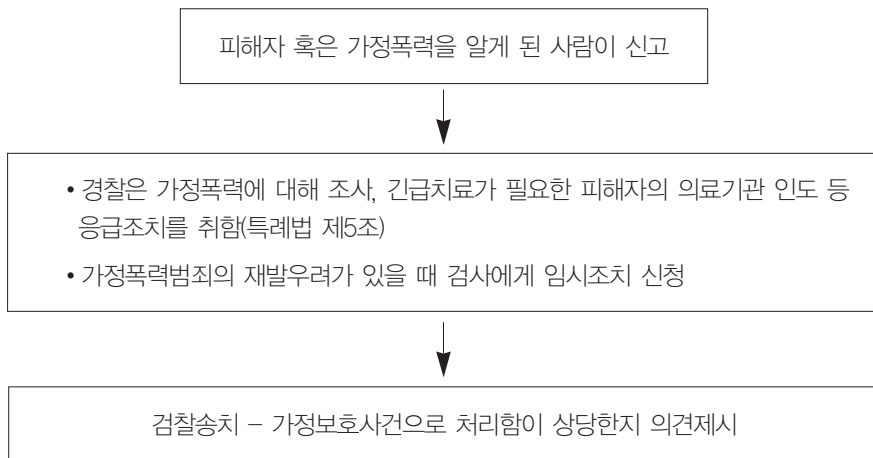 피해자 혹은 가정폭력을 알게 된 사람이 신고
• 경찰은 가정폭력에 대해 조사, 긴급치료가 필요한 피해자의 의료기관 인도 등
응급조치를 취함(특례법 제5조)
• 가정폭력범죄의 재발우려가 있을 때 검사에게 임시조치 신청
검찰송치 – 가정보호사건으로 처리함이 상당한지 의견제시